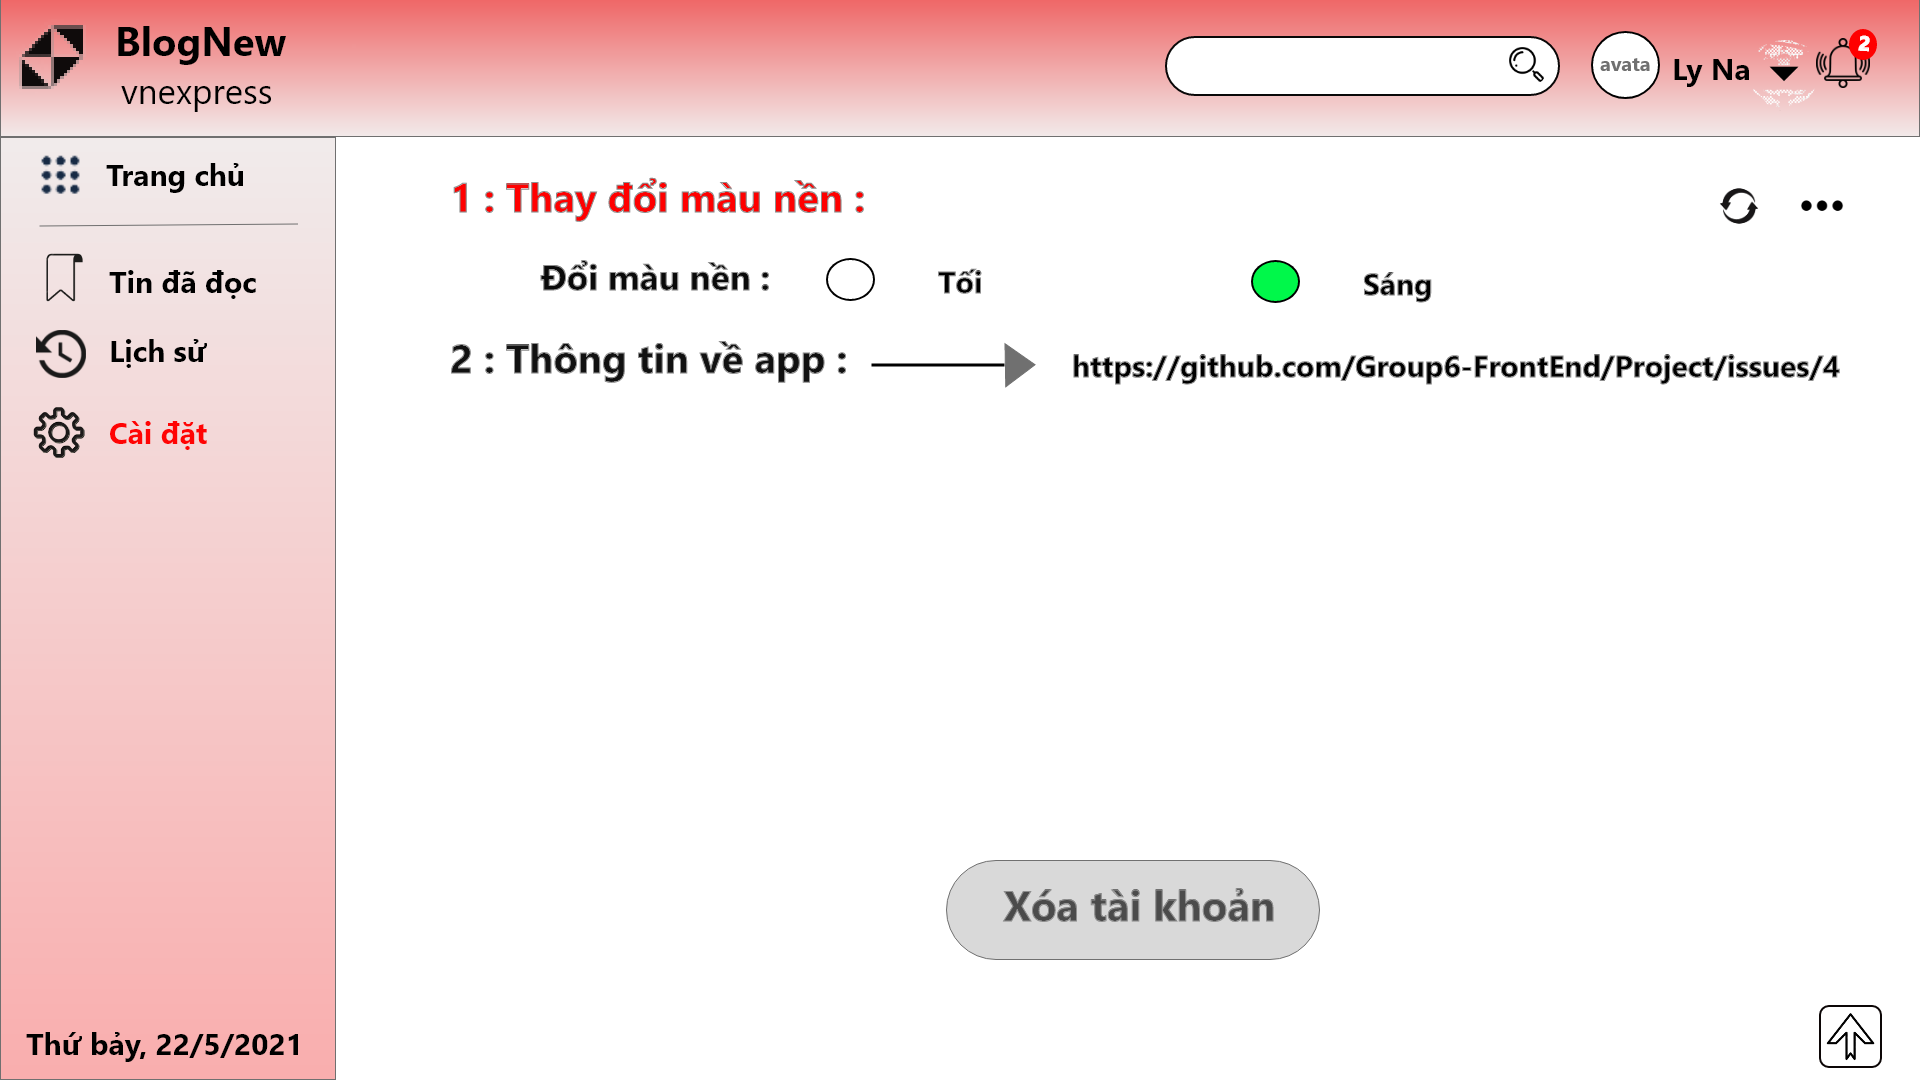 BlogNew
vnexpress
avata
Ly Na
2
Trang chủ
Tin đã đọc
Lịch sử
Cài đặt
Thứ bảy, 22/5/2021
1 : Thay đổi màu nền :
Đổi màu nền :
Tối
Sáng
2 : Thông tin về app :
https://github.com/Group6-FrontEnd/Project/issues/4
Xóa tài khoản